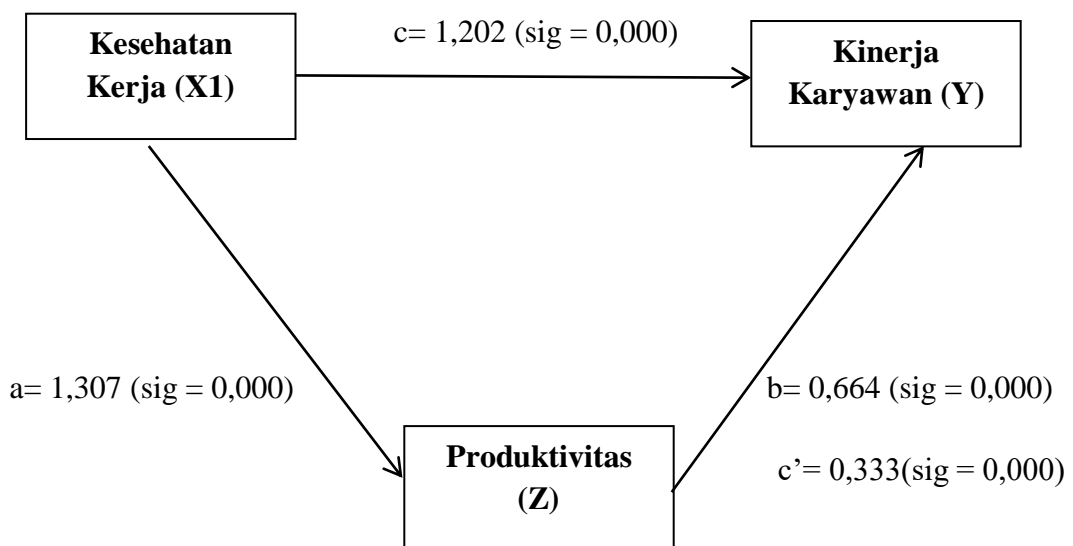 Kesehatan
Kerja (X1)
c= 1,202 (sig = 0,000)
Kinerja
Karyawan (Y)
a= 1,307 (sig = 0,000)
b= 0,664 (sig = 0,000)
Produktivitas
(Z)
c’= 0,333(sig = 0,000)